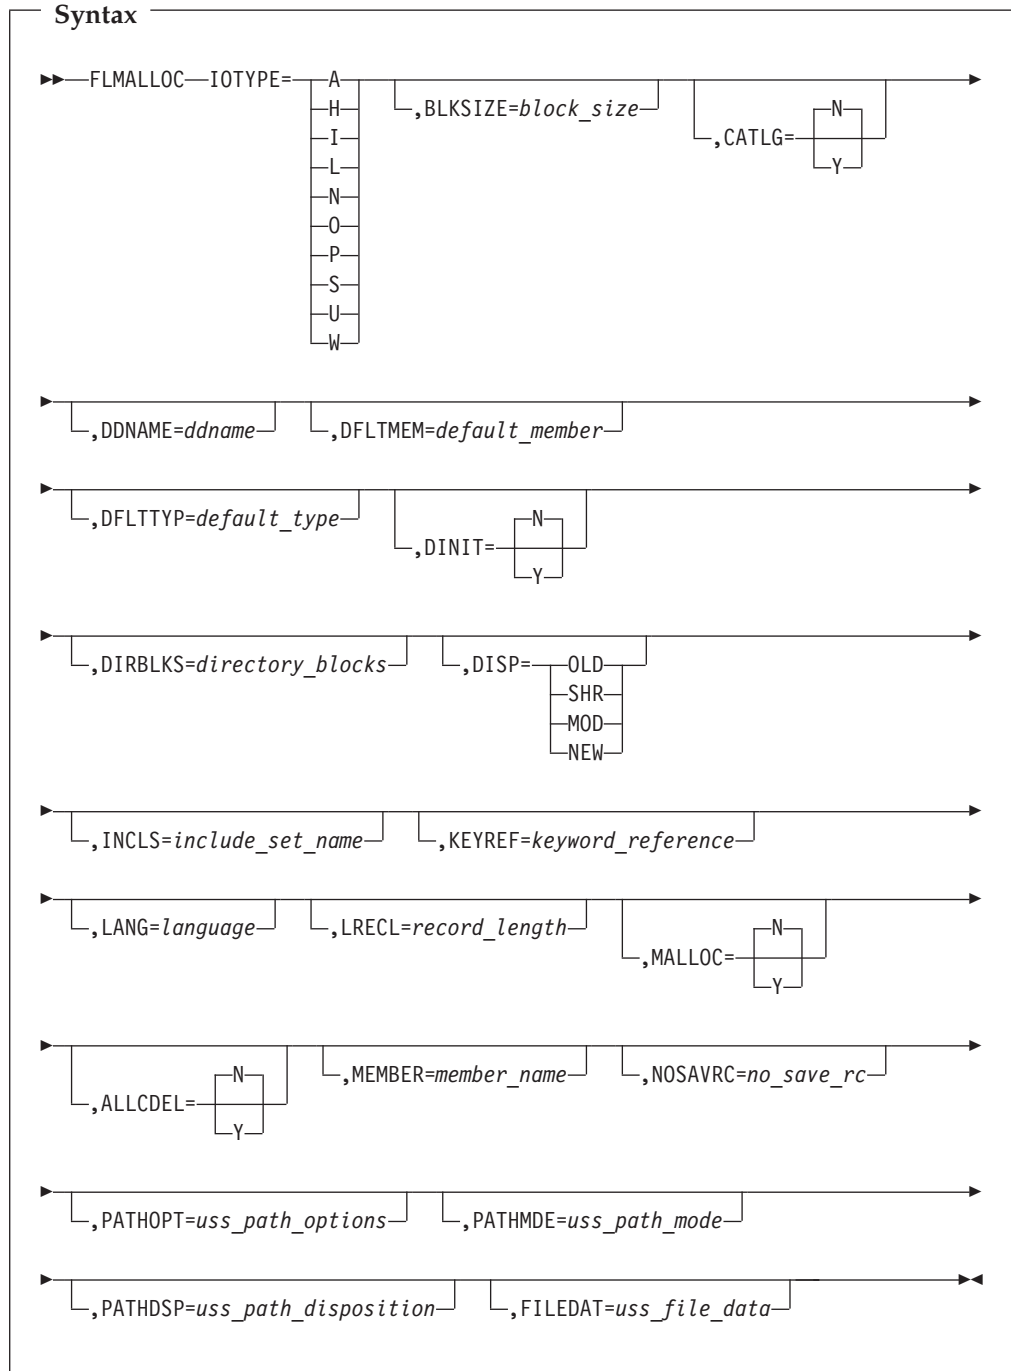 Syntax
FLMALLOC IOTYPE= A ,BLKSIZE=block_size ,CATLG= N Y
H
I
L
N
O
P
S
U
W
,DDNAME=ddname ,DFLTMEM=default_member
,DFLTTYP=default_type ,DINIT= N Y
,DIRBLKS=directory_blocks ,DISP= OLD
SHR
MOD
NEW
,INCLS=include_set_name ,KEYREF=keyword_reference
,LANG=language ,LRECL=record_length ,MALLOC= N Y
,ALLCDEL= N Y ,MEMBER=member_name ,NOSAVRC=no_save_rc
,PATHOPT=uss_path_options ,PATHMDE=uss_path_mode
,PATHDSP=uss_path_disposition ,FILEDAT=uss_file_data